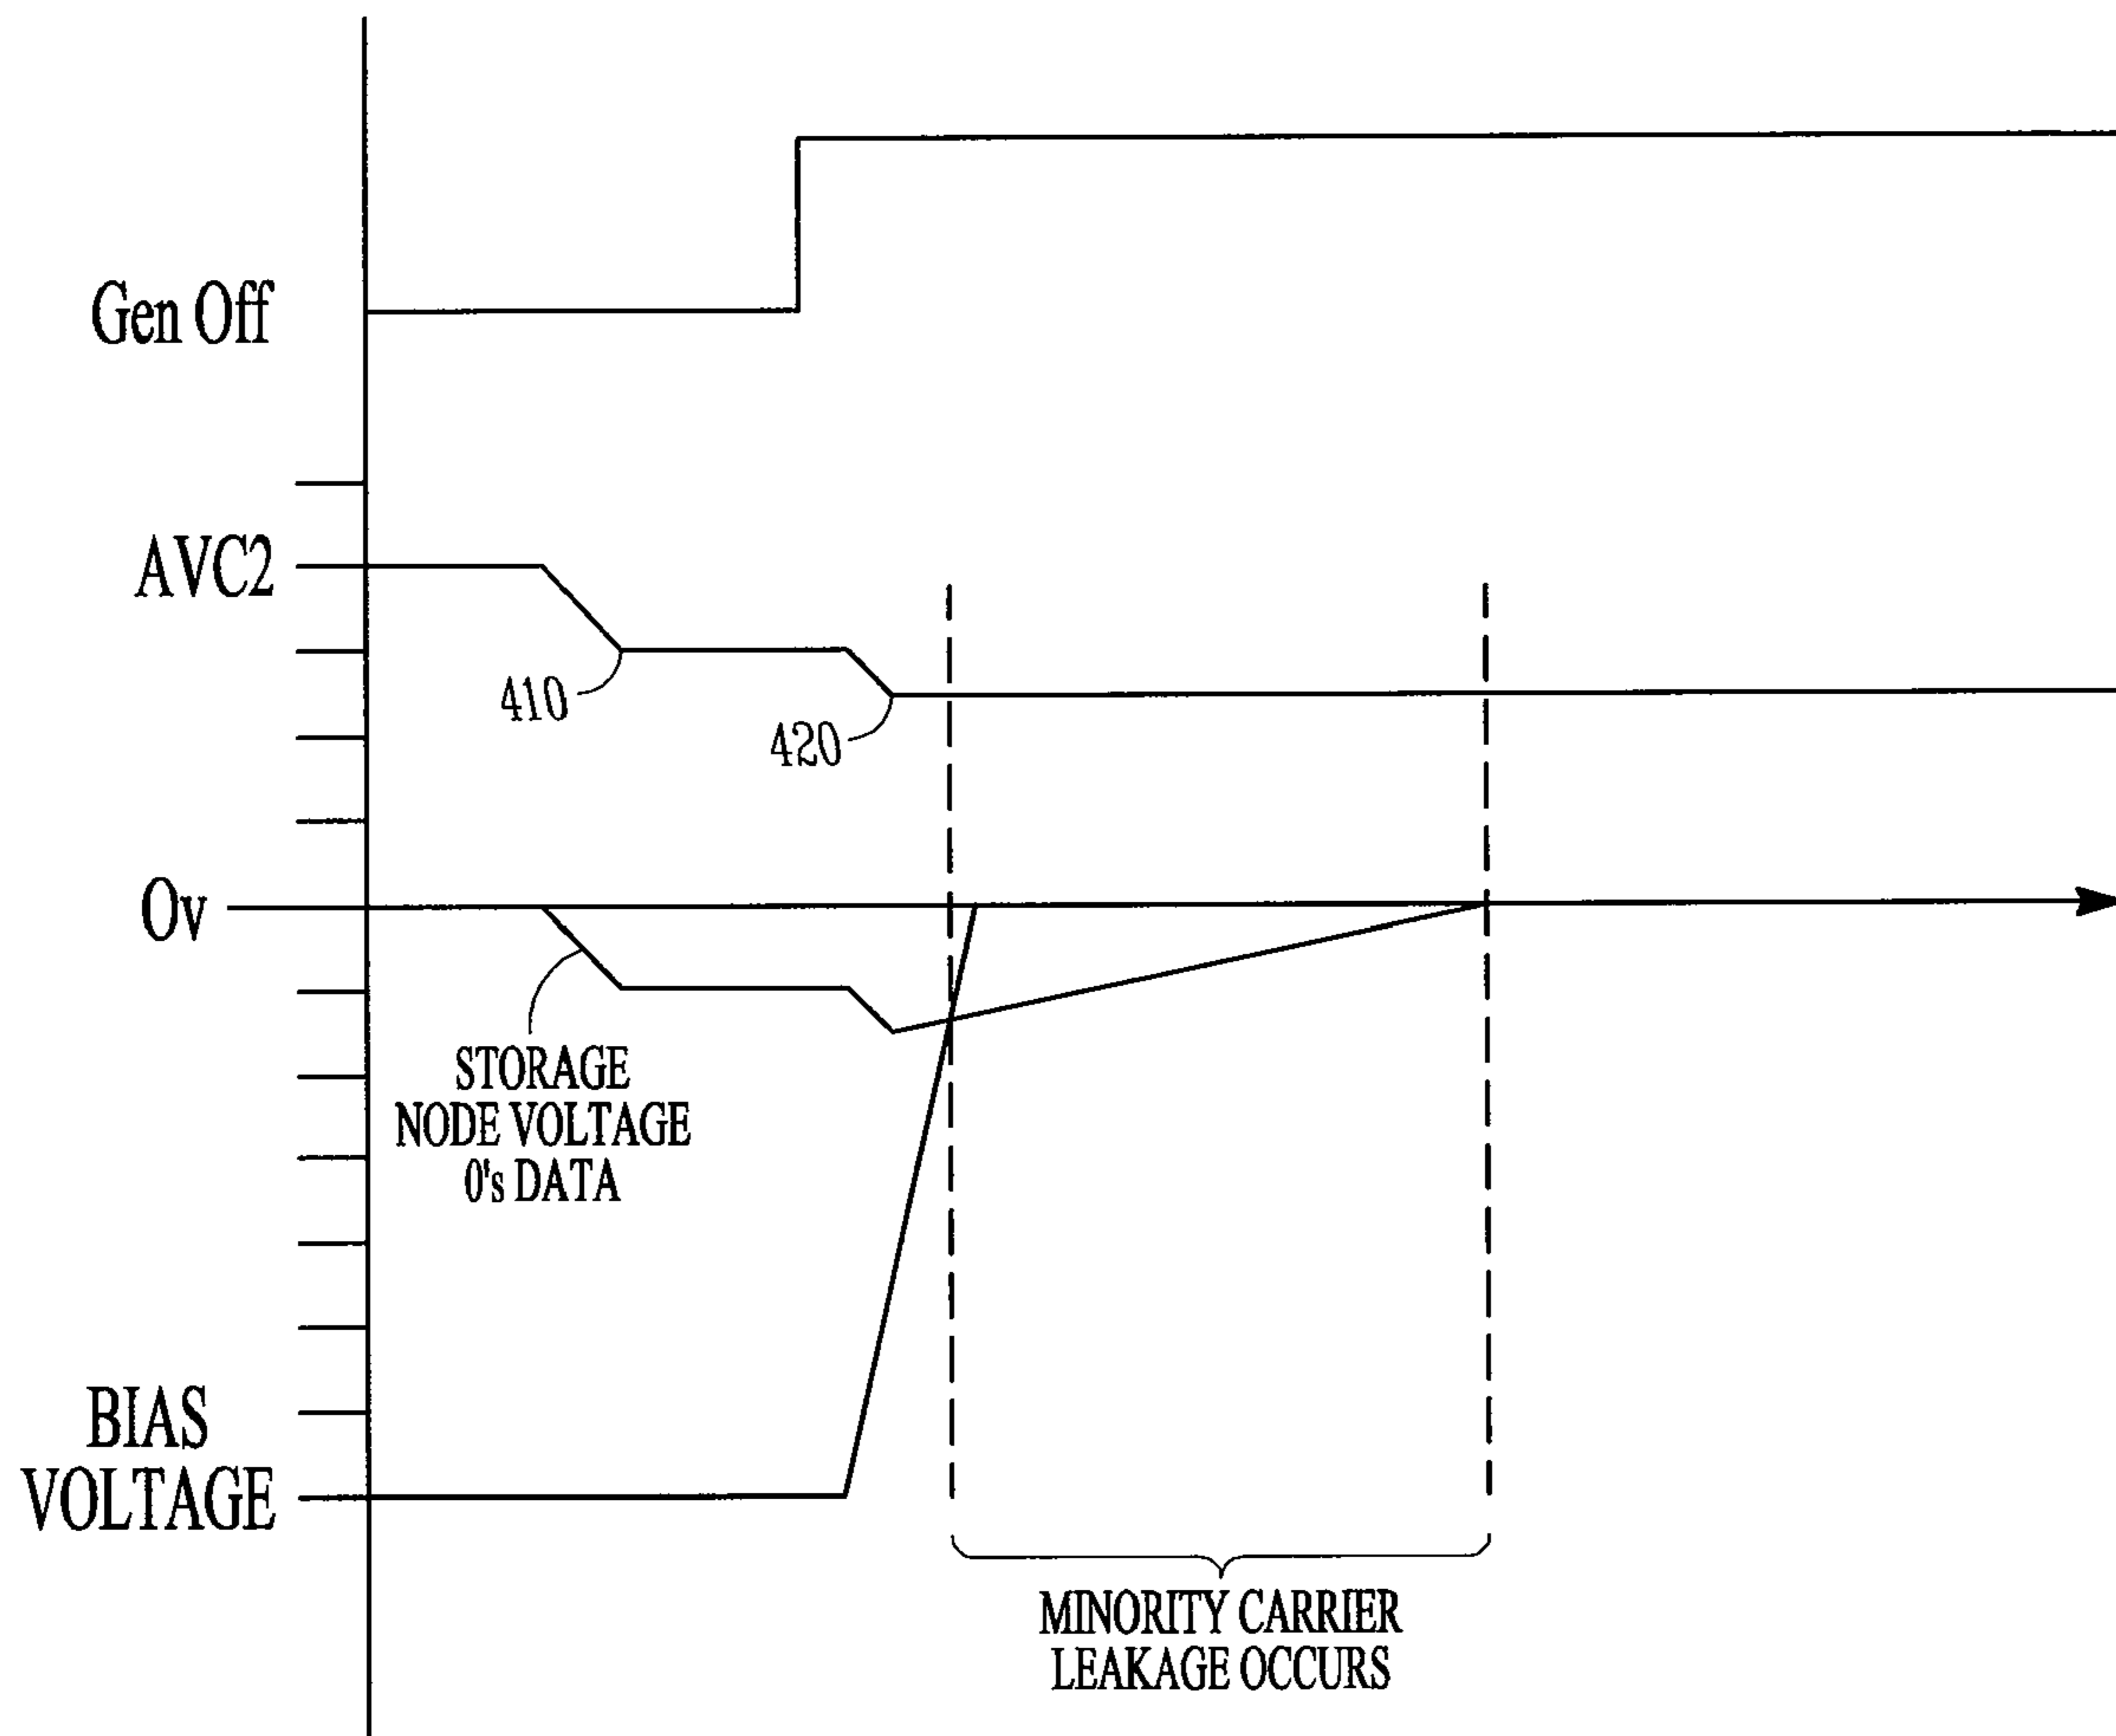 Gen Off
AVC2
410
420
0v
STORAGE
NODE VOLTAGE
0's DATA
BIAS
VOLTAGE
MINORITY CARRIER
LEAKAGE OCCURS